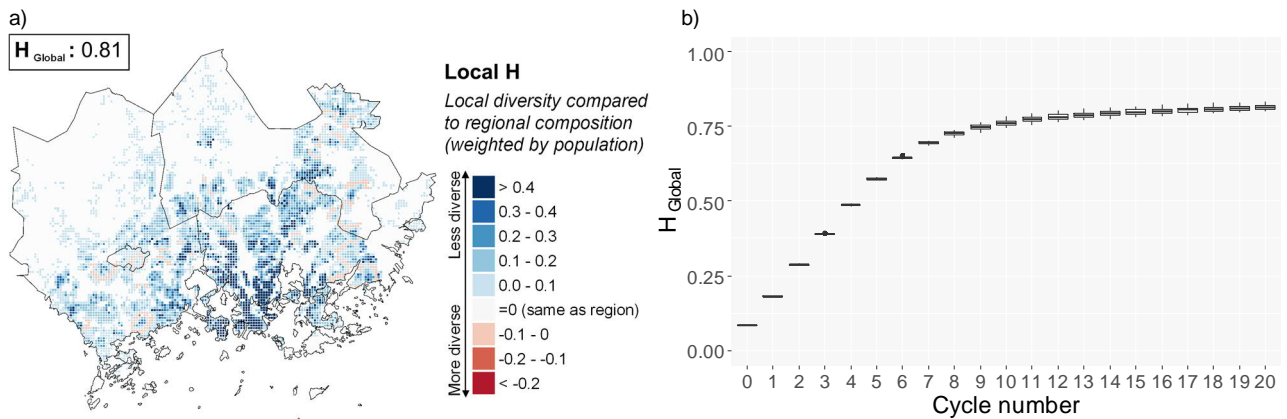 a)
H Global : 0.81
Local H
Local diversity compared
to regional composition
(weighted by population)
Less diverse
More diverse
> 0.4
0.3 - 0.4
0.2 - 0.3
0.1 - 0.2
0.0 - 0.1
=0 (same as region)
-0.1 - 0
-0.2 - -0.1
< -0.2
b)
H Global
1.00
0.75
0.50
0.25
0.00
0 1 2 3 4 5 6 7 8 9 10 11 12 13 14 15 16 17 18 19 20
Cycle number